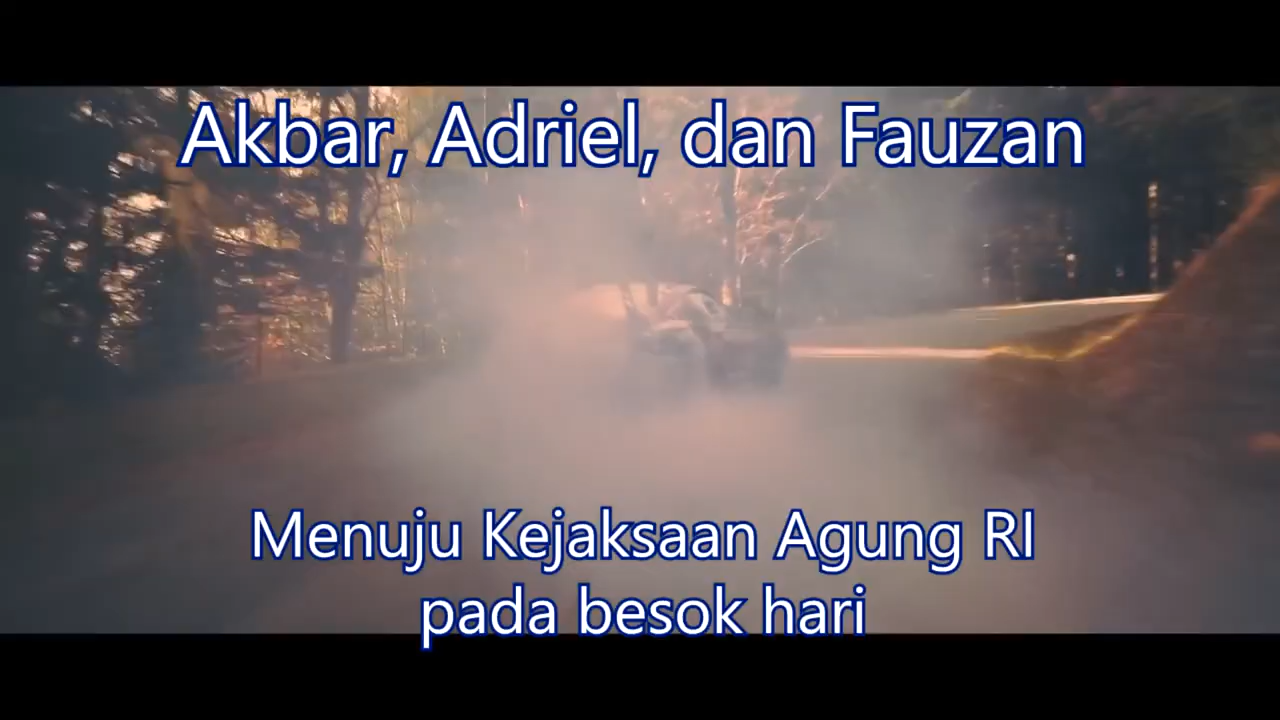 Akbar, Adriel, dan Fauzan
Menuju Kejaksaan Agung RI
pada besok hari